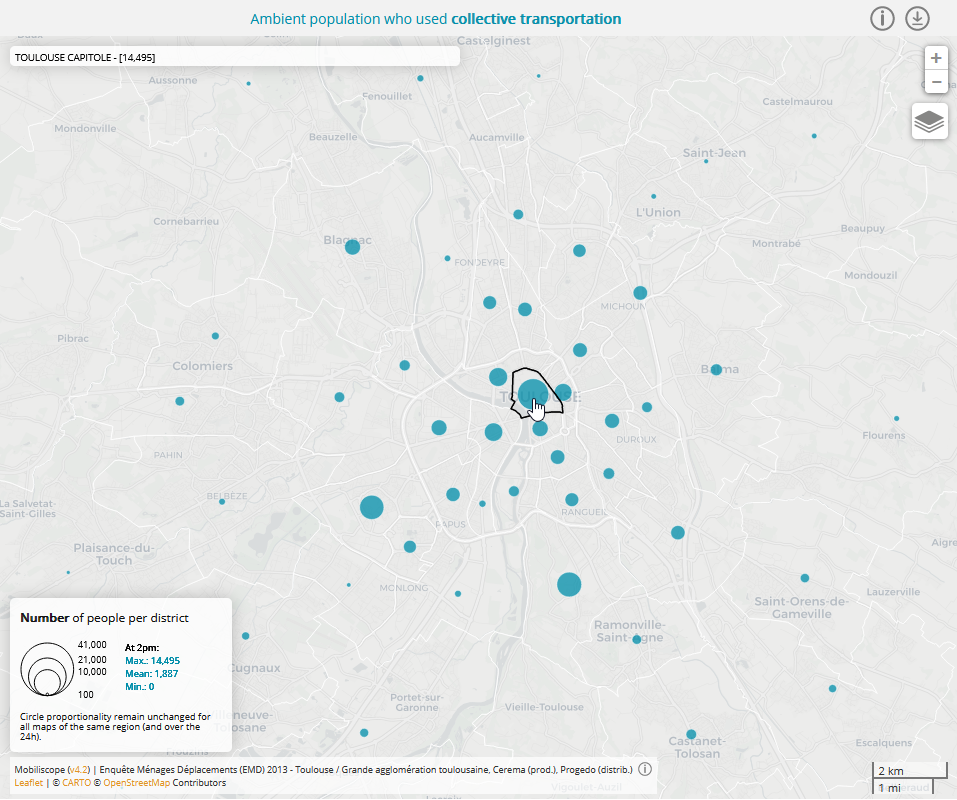 Ambient population who used collective transportation
Castelginest
TOULOUSE CAPITOLE - [14,495]
+
−
Aussonne
Fenouillet
Castelmaurou
Mondonville
Beauzelle
Aucamville
Saint-Jean
L'Union
Cornebarrieu
Beaupuy
Blagnac
Montrabé
FONDEYRE
Mondouzil
MICHOUN
Pibrac
Colomiers
Balma
TOULOUSE
Flourens
DUROUX
PAHIN
BELBÈZE
La Salvetat-
Saint-Gilles
RANGUEIL
PAPUS
Plaisance-du-
Touch
Aigre
MONLONG
Lauzerville
Saint-Orens-de-
Gameville
Number of people per district
Ramonville-
Saint-Agne
41,000
21,000
10,000
100
At 2pm:
Max.: 14,495
Mean: 1,887
Min.: 0
Cugnaux
Portet-sur-
Garonne
Vieille-Toulouse
Circle proportionality remain unchanged for
all maps of the same region (and over the
24h).
Castanet-
Tolosan
Escalquens
Mobiliscope (v4.2) | Enquête Ménages Déplacements (EMD) 2013 - Toulouse / Grande agglomération toulousaine, Cerema (prod.), Progedo (distrib.)
Leaflet | © CARTO © OpenStreetMap Contributors
2 km
1 mi